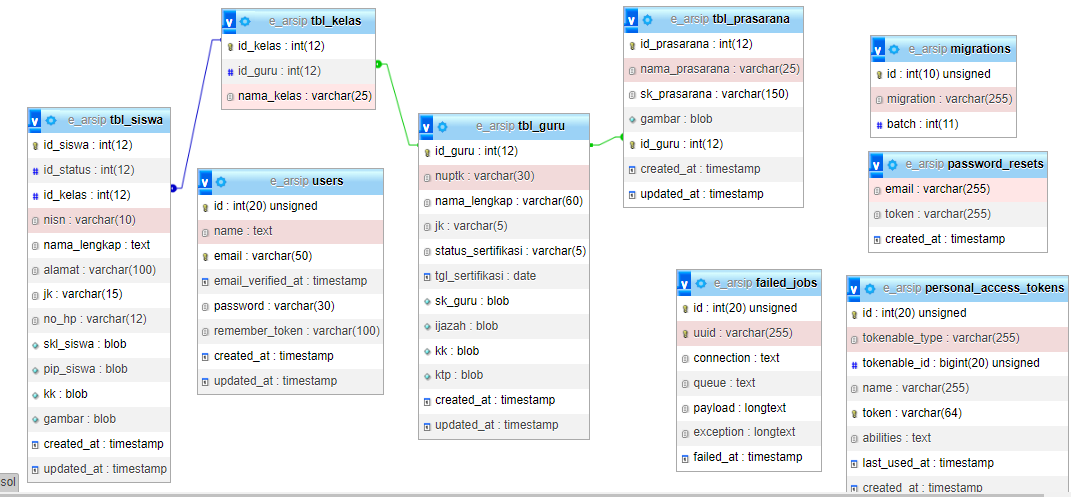 e_arsip tbl_kelas
id_kelas : int(12)
id_guru : int(12)
nama_kelas : varchar(25)
e_arsip tbl_prasarana
id_prasarana : int(12)
nama_prasarana : varchar(25)
sk_prasarana : varchar(150)
gambar : blob
id_guru : int(12)
created_at : timestamp
updated_at : timestamp
e_arsip migrations
id : int(10) unsigned
migration : varchar(255)
batch : int(11)
e_arsip tbl_siswa
id_siswa : int(12)
id_status : int(12)
id_kelas : int(12)
nisn : varchar(10)
nama_lengkap : text
alamat : varchar(100)
jk : varchar(15)
no_hp : varchar(12)
skl_siswa : blob
pip_siswa : blob
kk : blob
gambar : blob
created_at : timestamp
updated_at : timestamp
e_arsip users
id : int(20) unsigned
name : text
email : varchar(50)
email_verified_at : timestamp
password : varchar(30)
remember_token : varchar(100)
created_at : timestamp
updated_at : timestamp
e_arsip tbl_guru
id_guru : int(12)
nuptk : varchar(30)
nama_lengkap : varchar(60)
jk : varchar(5)
status_sertifikasi : varchar(5)
tgl_sertifikasi : date
sk_guru : blob
ijazah : blob
kk : blob
ktp : blob
created_at : timestamp
updated_at : timestamp
e_arsip password_resets
email : varchar(255)
token : varchar(255)
created_at : timestamp
e_arsip failed_jobs
id : int(20) unsigned
uuid : varchar(255)
connection : text
queue : text
payload : longtext
exception : longtext
failed_at : timestamp
e_arsip personal_access_tokens
id : int(20) unsigned
tokenable_type : varchar(255)
tokenable_id : bigint(20) unsigned
name : varchar(255)
token : varchar(64)
abilities : text
last_used_at : timestamp
created_at : timestamp
sol